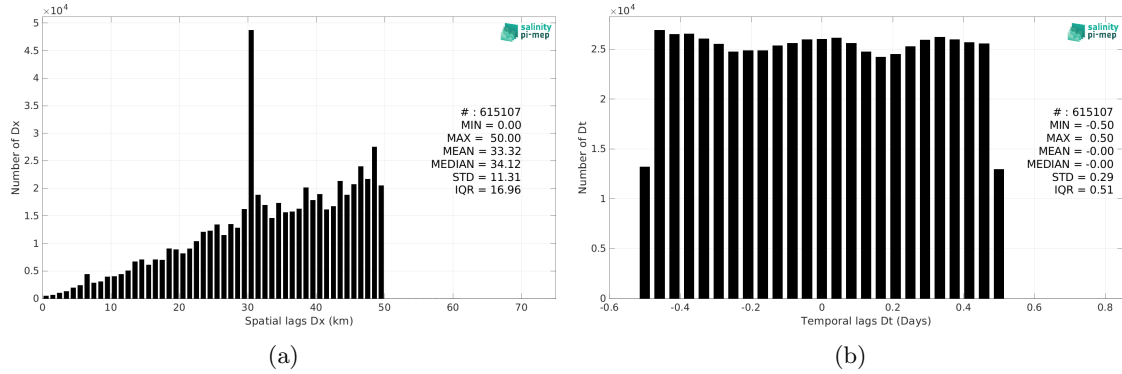 ×10⁴
5
4.5
4
3.5
3
2.5
2
1.5
1
0.5
0
Number of Dx
0 10 20 30 40 50 60 70
Spatial lags Dx (km)
salinity
pi-mep
# : 615107
MIN = 0.00
MAX = 50.00
MEAN = 33.32
MEDIAN = 34.12
STD = 11.31
IQR = 16.96
(a)
×10⁴
2.5
2
1.5
1
0.5
0
Number of Dt
-0.6 -0.4 -0.2 0 0.2 0.4 0.6 0.8
Temporal lags Dt (Days)
salinity
pi-mep
# : 615107
MIN = -0.50
MAX = 0.50
MEAN = -0.00
MEDIAN = -0.00
STD = 0.29
IQR = 0.51
(b)